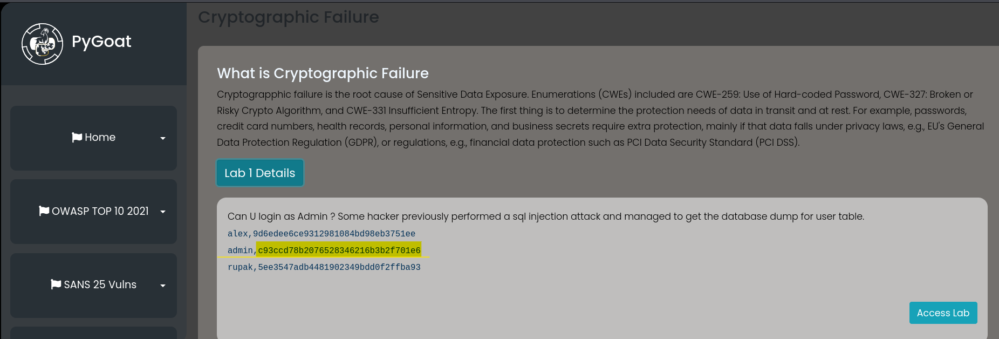 Cryptographic Failure
PyGoat
What is Cryptographic Failure
Cryptograpphic failure is the root cause of Sensitive Data Exposure. Enumerations (CWEs) included are CWE-259: Use of Hard-coded Password, CWE-327: Broken or
Risky Crypto Algorithm, and CWE-331 Insufficient Entropy. The first thing is to determine the protection needs of data in transit and at rest. For example, passwords,
credit card numbers, health records, personal information, and business secrets require extra protection, mainly if that data falls under privacy laws, e.g., EU's General
Data Protection Regulation (GDPR), or regulations, e.g., financial data protection such as PCI Data Security Standard (PCI DSS).
Home
OWASP TOP 10 2021
SANS 25 Vulns
Lab 1 Details
Can U login as Admin ? Some hacker previously performed a sql injection attack and managed to get the database dump for user table.
alex,9d6edee6ce9312981084bd98eb3751ee
admin,c93ccd78b2076528346216b3b2f701e6
rupak,5ee3547adb4481902349bdd0f2ffba93
Access Lab